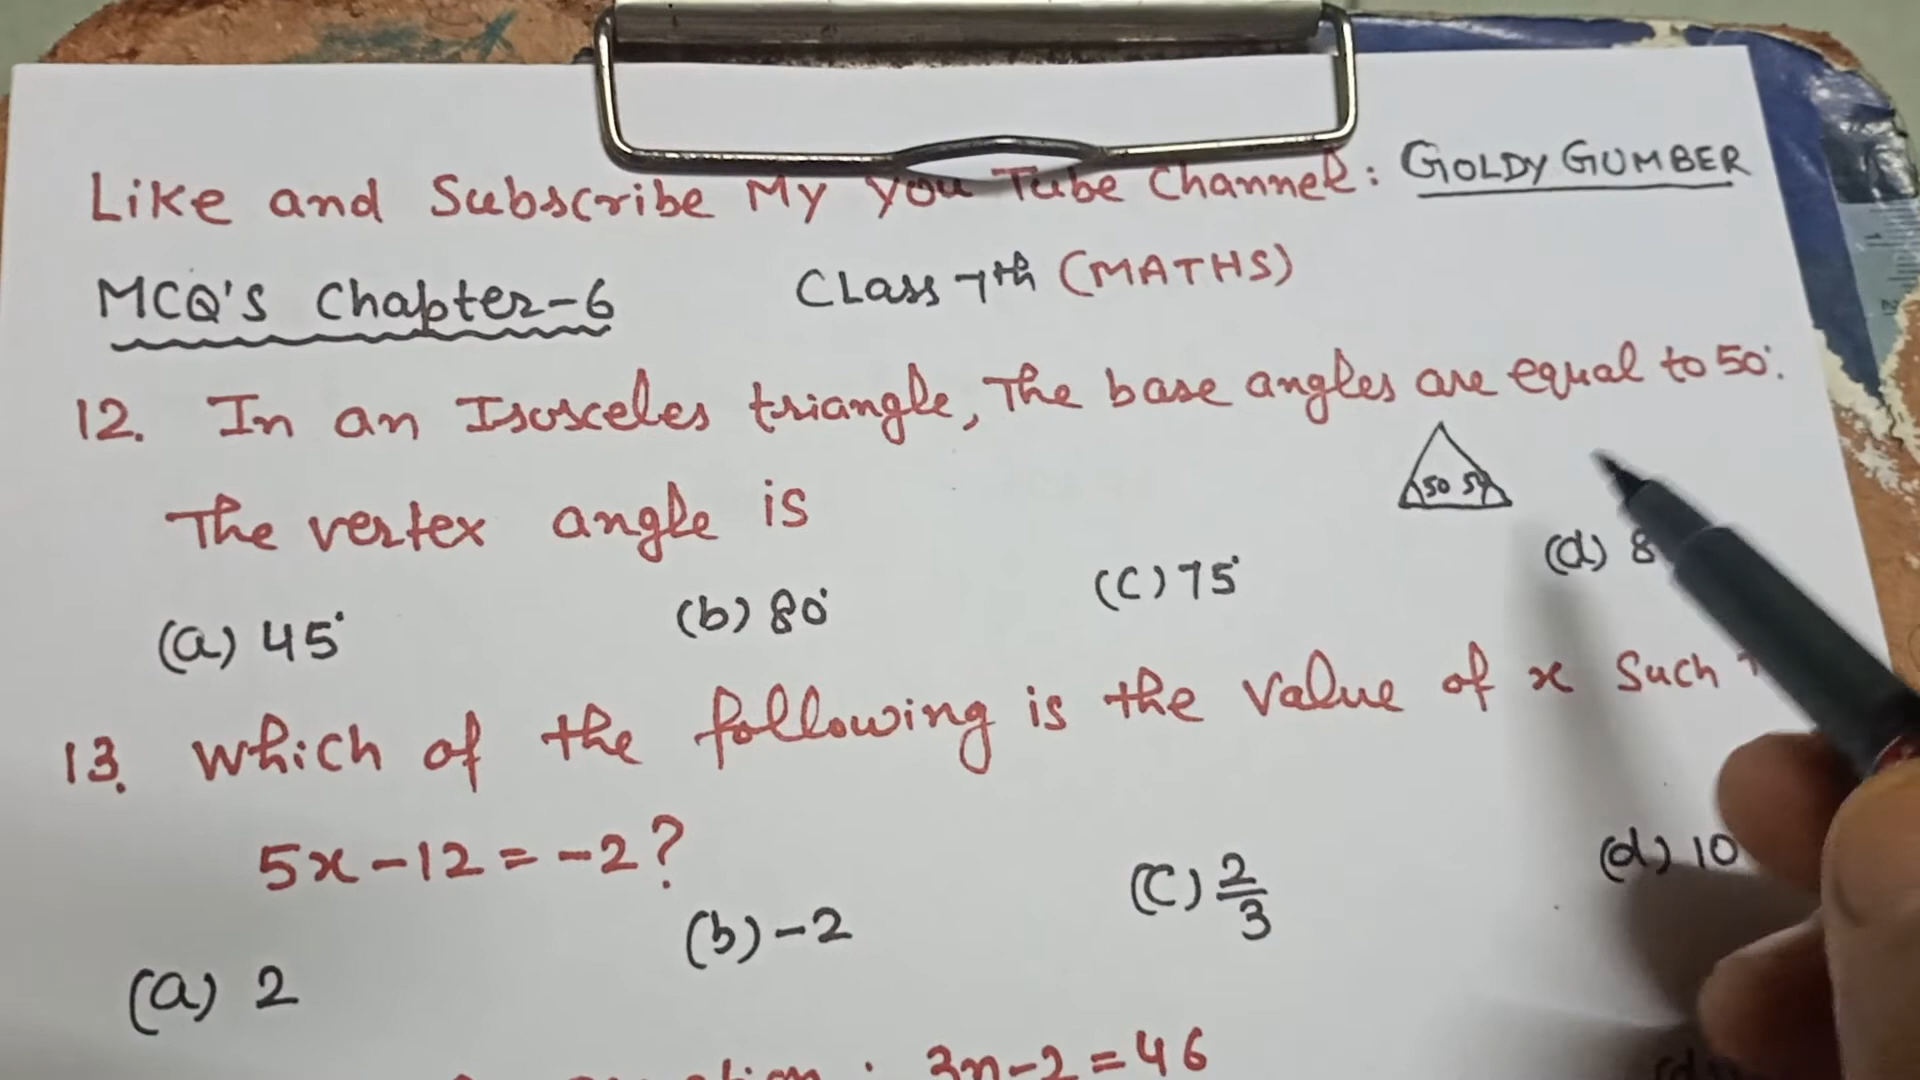 Like and Subscribe My You Tube Channel: GOLDY GUMBER
MCQ'S Chapter-6 CLass 7th (MATHS)
12. In an Isosceles triangle, The base angles are equal to 50°.
50 50
The vertex angle is
(a) 45° (b) 80° (c) 75° (d) 8
13. which of the following is the value of x Such
5x-12=-2?
(a) 2 (b) -2 (c) 2/3 (d) 10
3n-2=46